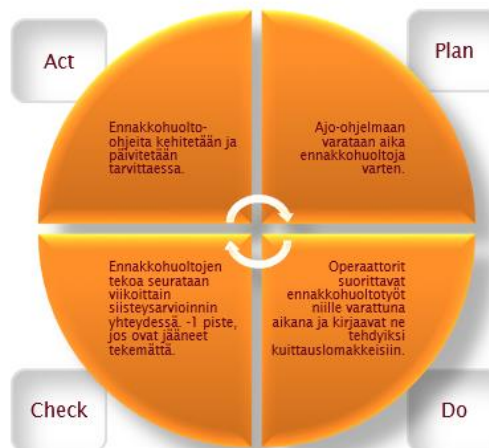 Act
Plan
Ennakkohuolto-
ohjeita kehitetään ja
päivitetään
tarvittaessa.
Ajo-ohjelmaan
varataan aika
ennakkohuoltoja
varten.
Ennakkohuoltojen
tekoa seurataan
viikoittain
siisteysarvioinnin
yhteydessä. -1 piste,
jos ovat jääneet
tekemättä.
Operaattorit
suorittavat
ennakkohuoltotyöt
niille varattuna
aikana ja kirjaavat ne
tehdyiksi
kuittauslomakkeisiin.
Check
Do